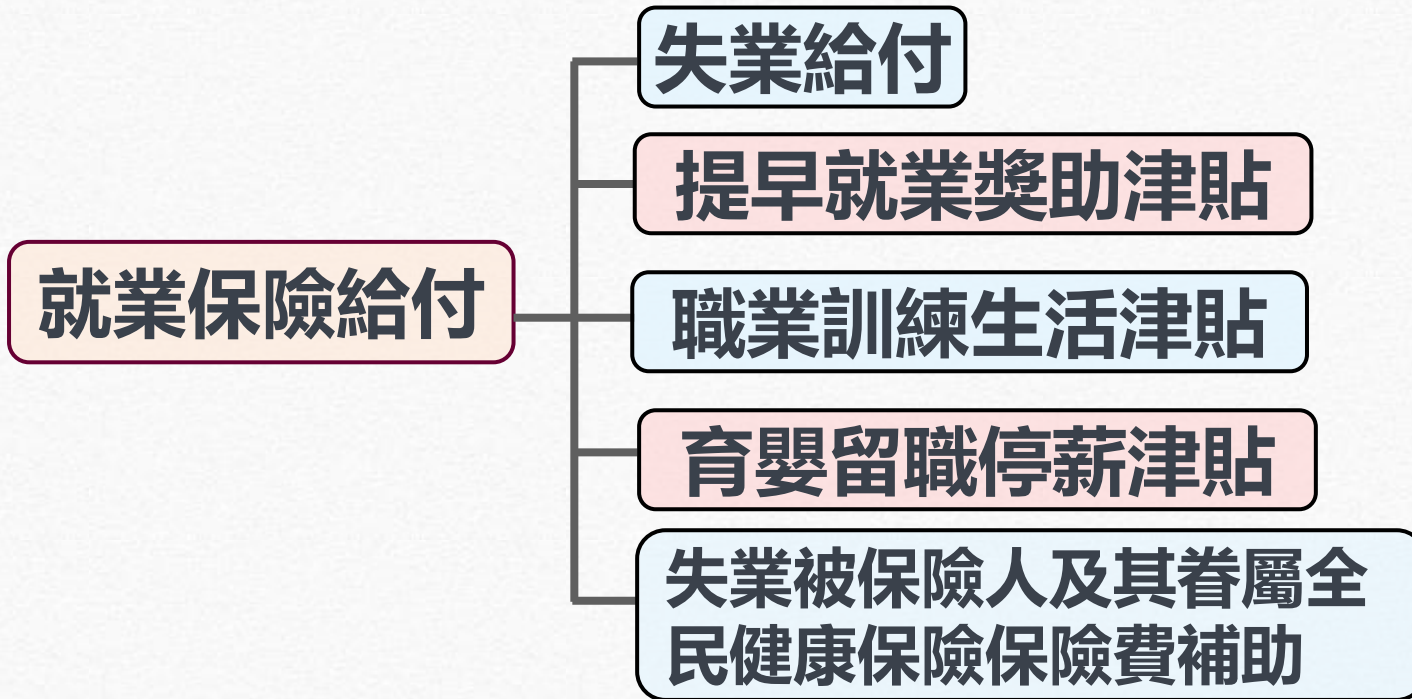 失業給付
提早就業獎助津貼
就業保險給付
職業訓練生活津貼
育嬰留職停薪津貼
失業被保險人及其眷屬全
民健康保險保險費補助